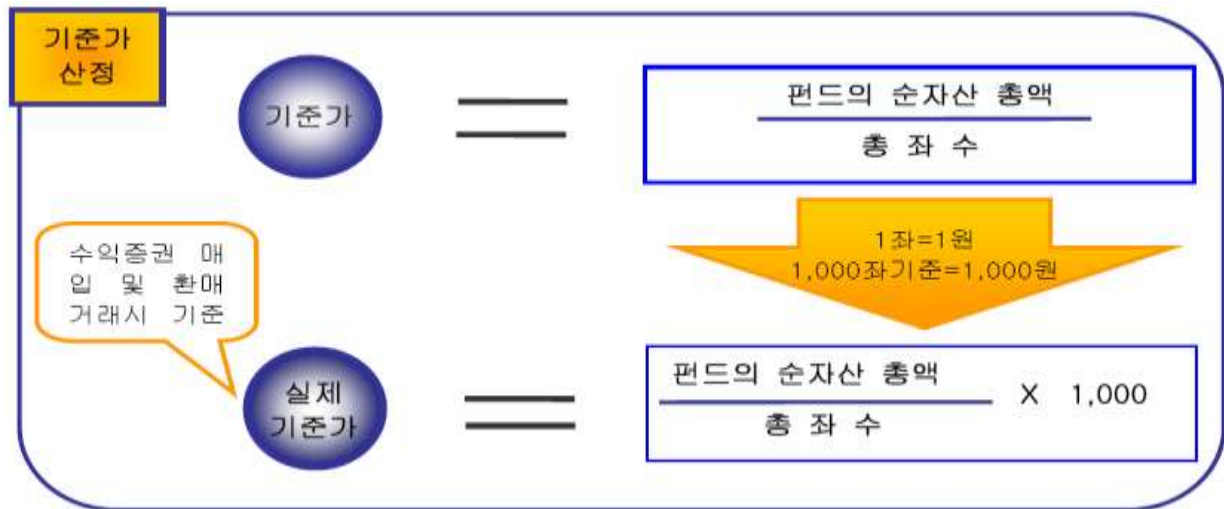 기준가
산정
기준가
펀드의 순자산 총액
총 좌 수
수익증권 매
입 및 환매
거래시 기준
1좌=1원
1,000좌기준=1,000원
실제
기준가
펀드의 순자산 총액
총 좌 수
X 1,000